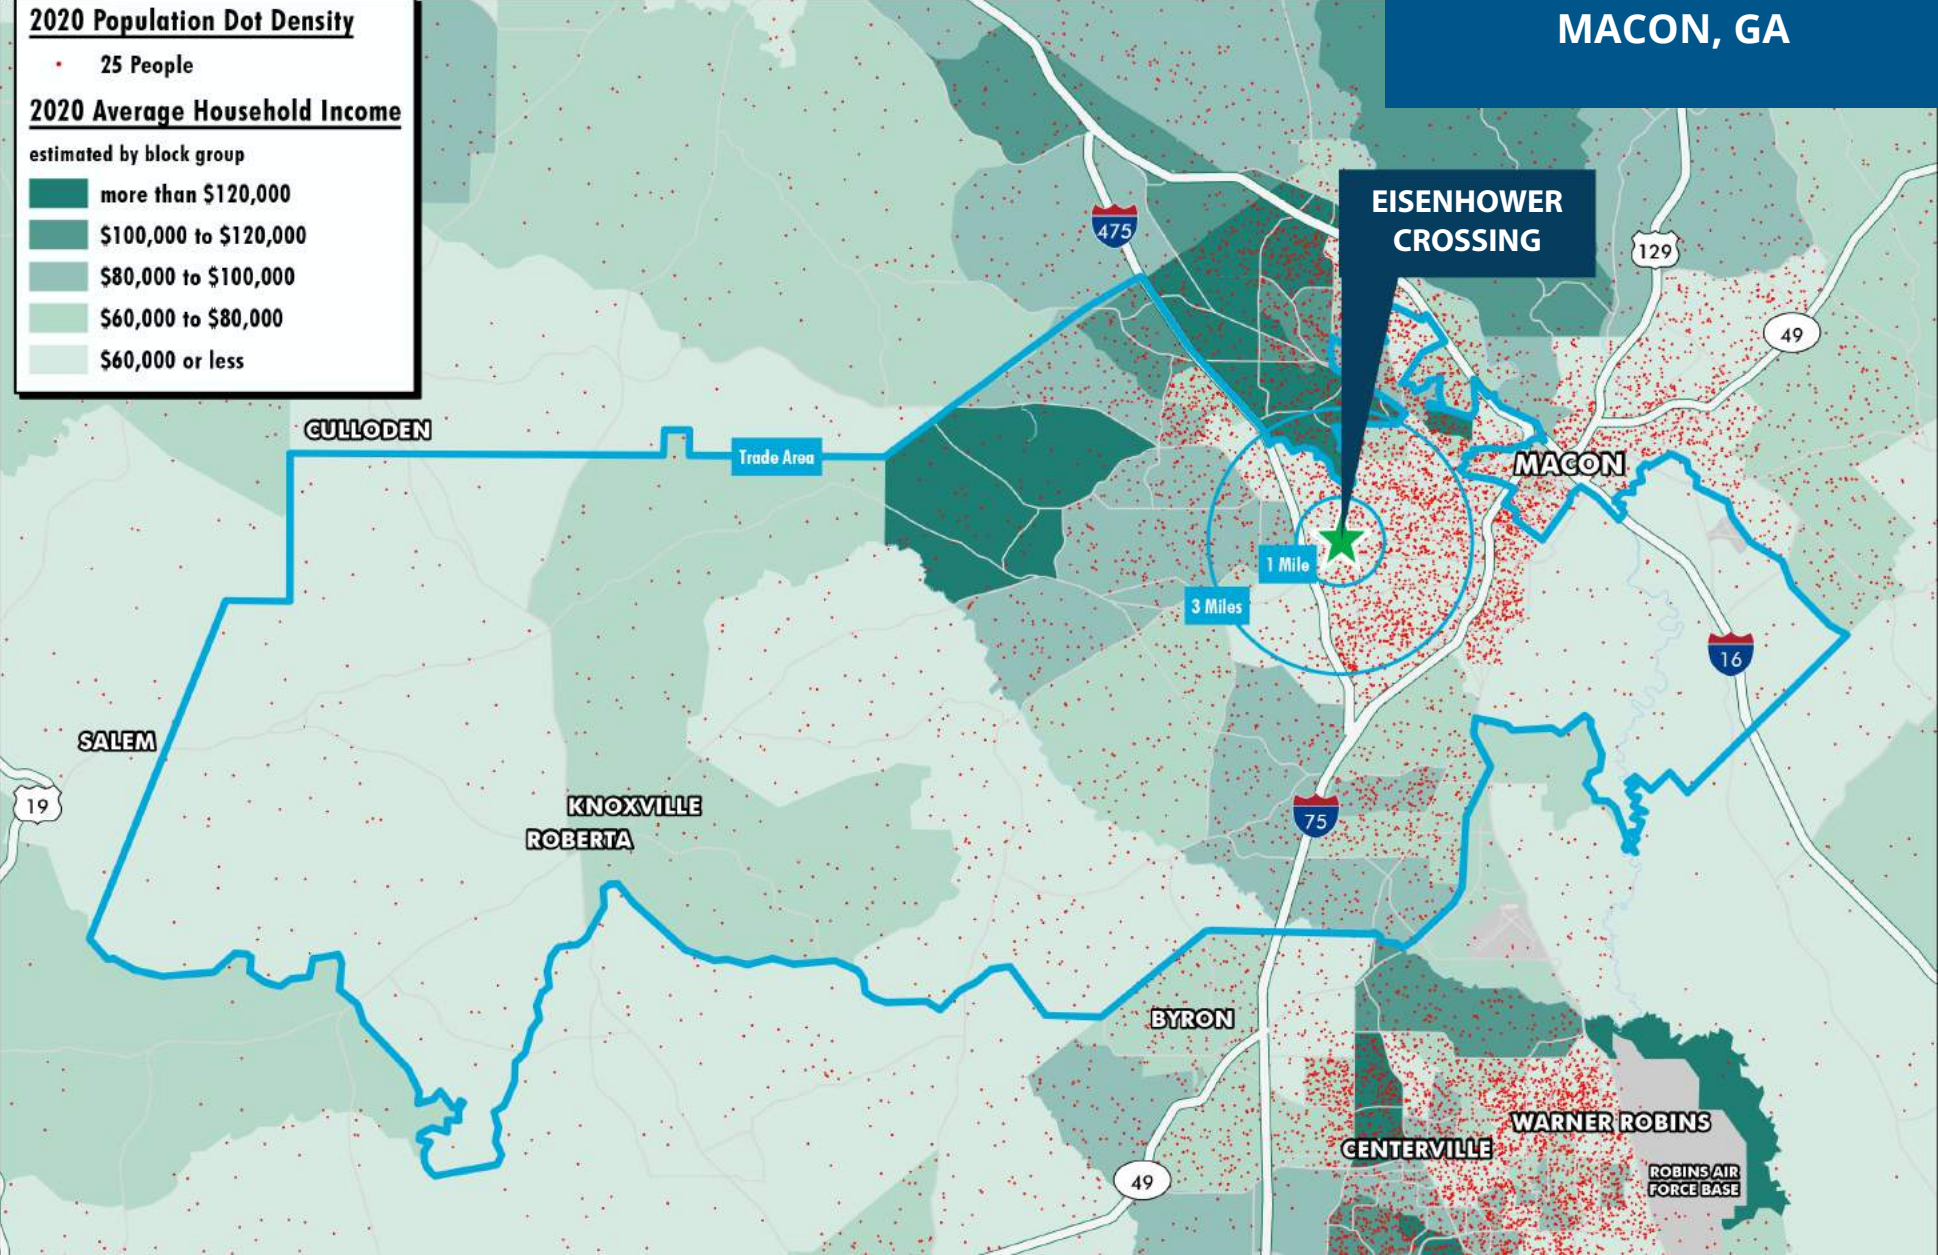 2020 Population Dot Density
25 People
2020 Average Household Income
estimated by block group
more than $120,000
$100,000 to $120,000
$80,000 to $100,000
$60,000 to $80,000
$60,000 or less
MACON, GA
EISENHOWER
CROSSING
475
129
49
CULLODEN
Trade Area
MACON
1 Mile
3 Miles
16
SALEM
19
KNOXVILLE
ROBERTA
75
BYRON
WARNER ROBINS
CENTERVILLE
ROBINS AIR
FORCE BASE
49